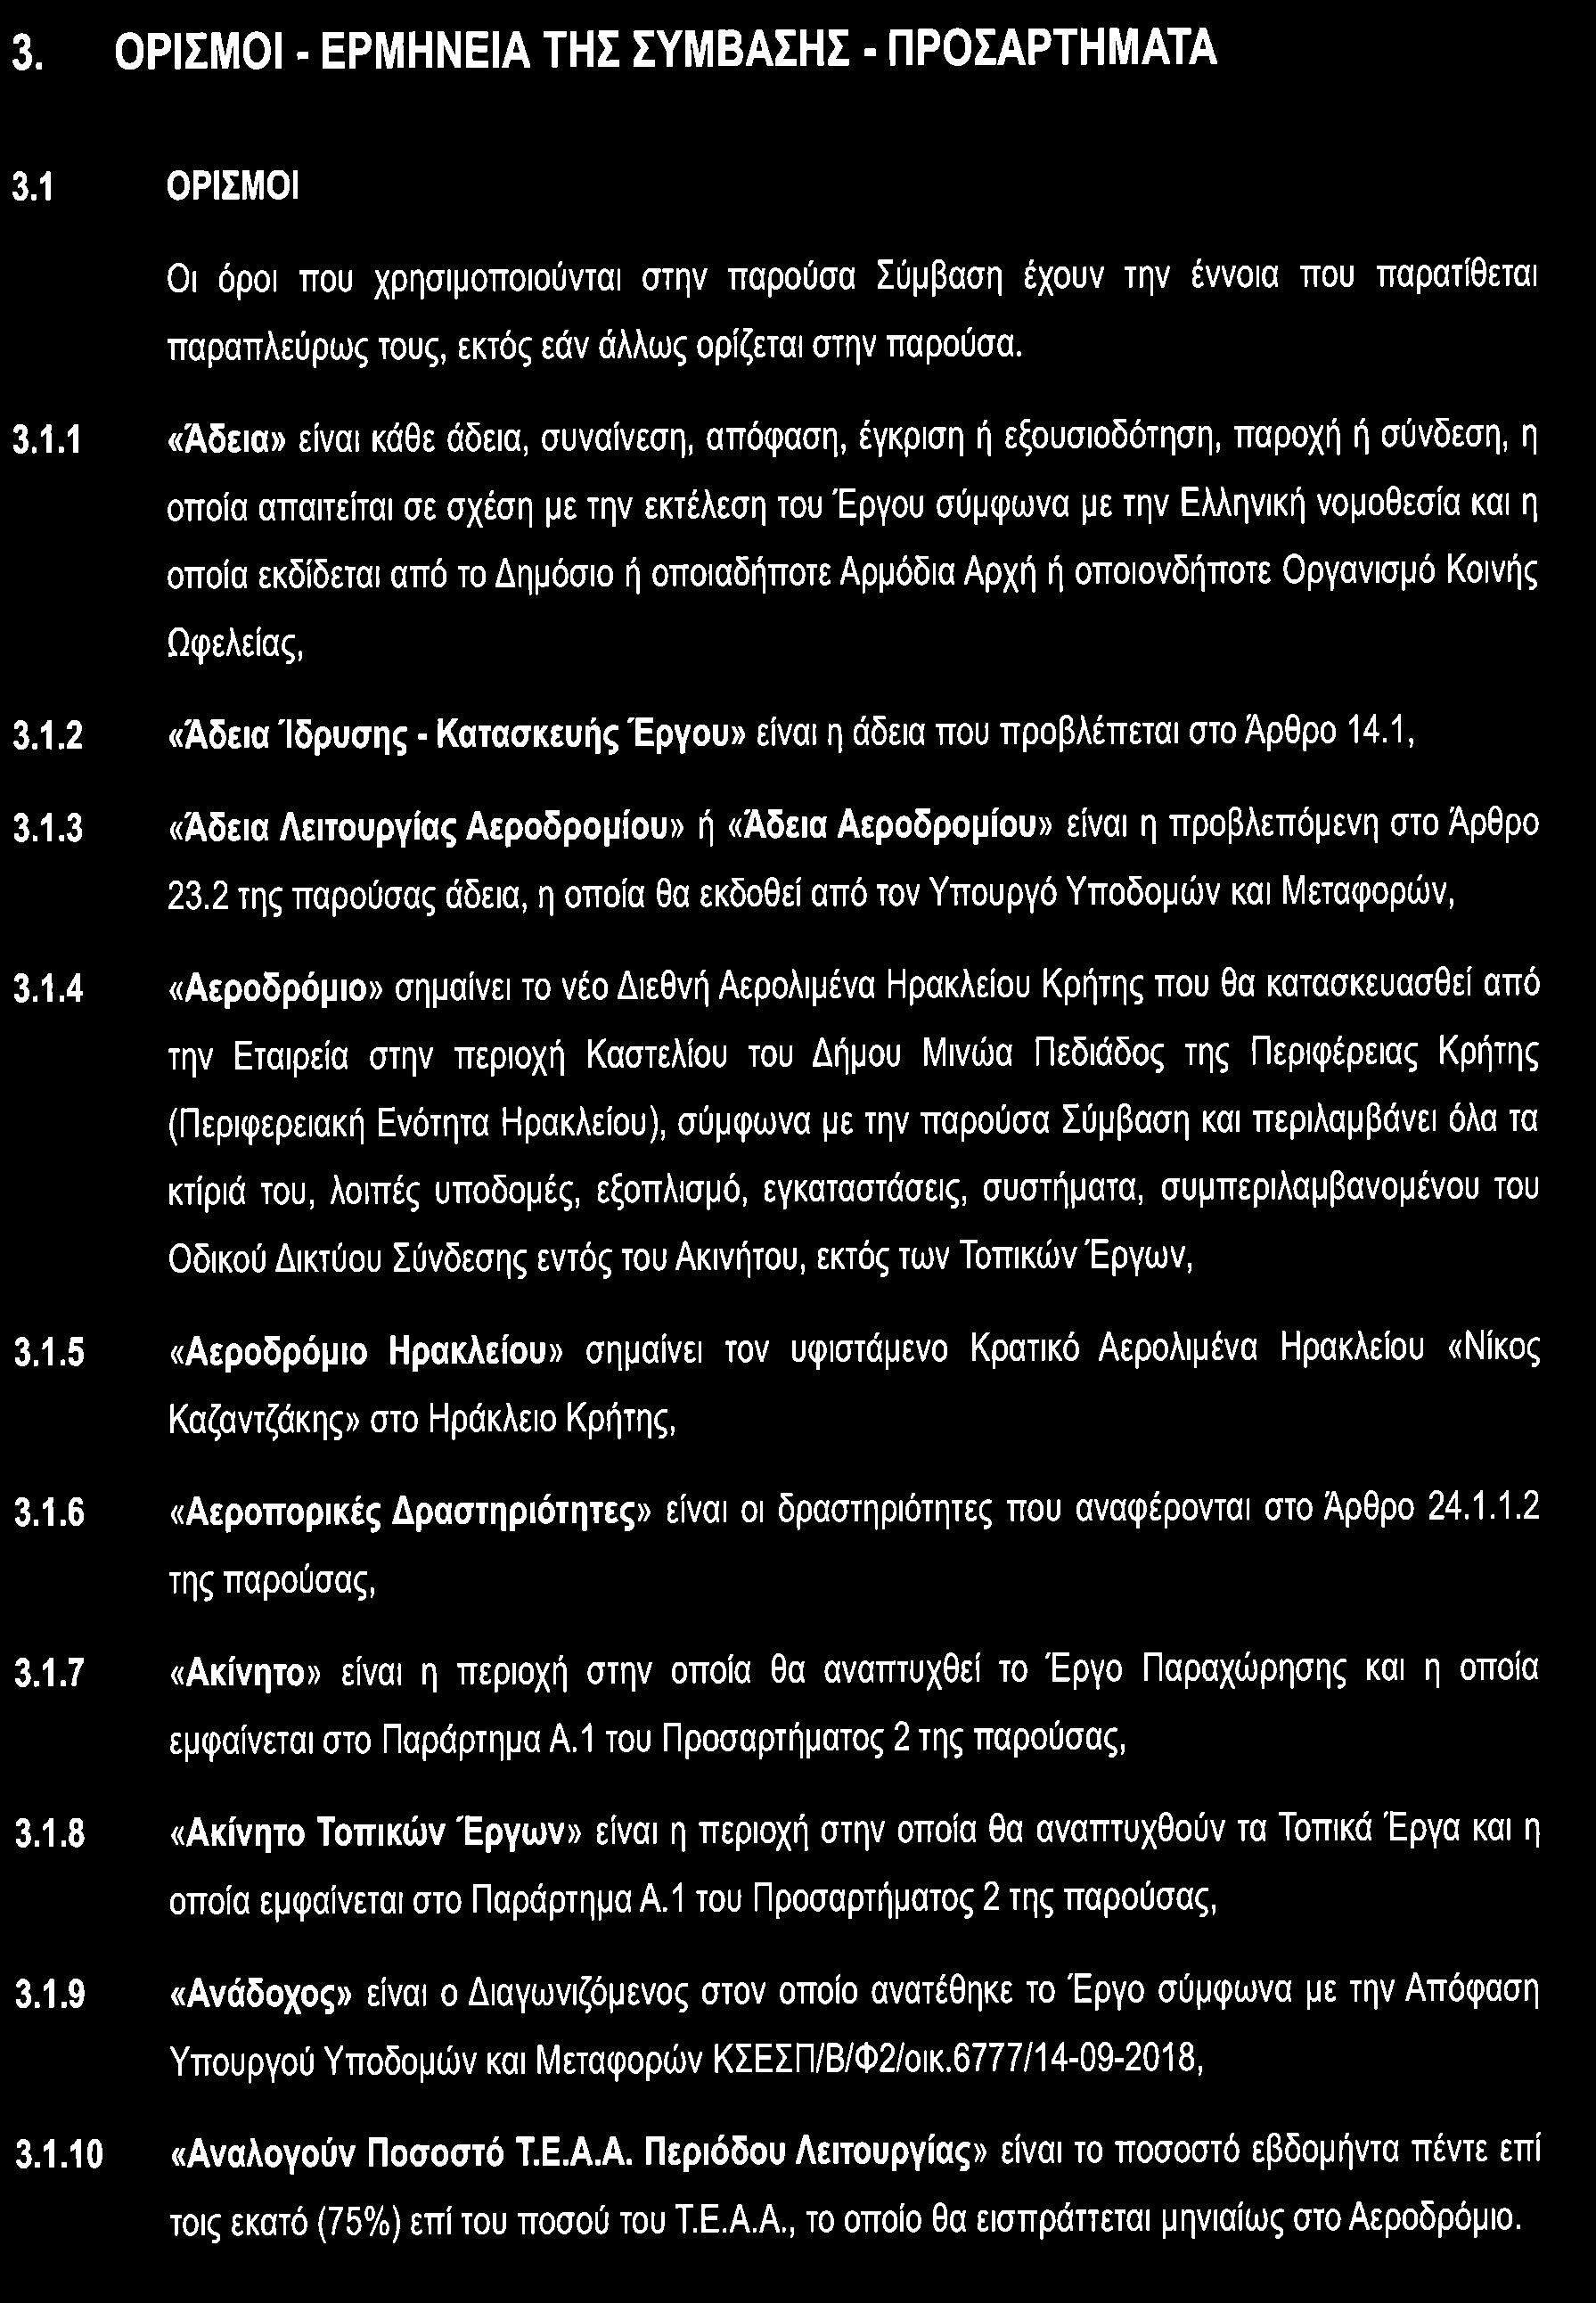 3. ΟΡΙΣΜΟΙ - ΕΡΜΗΝΕΙΑ ΤΗΣ ΣΥΜΒΑΣΗΣ - ΠΡΟΣΑΡΤΗΜΑΤΑ
3.1 ΟΡΙΣΜΟΙ
Οι όροι που χρησιμοποιούνται στην παρούσα Σύμβαση έχουν την έννοια που παρατίθεται
παραπλεύρως τους, εκτός εάν άλλως ορίζεται στην παρούσα.
3.1.1 «Άδεια» είναι κάθε άδεια, συναίνεση, απόφαση, έγκριση ή εξουσιοδότηση, παροχή ή σύνδεση, η
οποία απαιτείται σε σχέση με την εκτέλεση του Έργου σύμφωνα με την Ελληνική νομοθεσία και η
οποία εκδίδεται από το Δημόσιο ή οποιαδήποτε Αρμόδια Αρχή ή οποιονδήποτε Οργανισμό Κοινής
Ωφελείας,
3.1.2 «Άδεια Ίδρυσης - Κατασκευής Έργου» είναι η άδεια που προβλέπεται στο Άρθρο 14.1,
3.1.3 «Άδεια Λειτουργίας Αεροδρομίου» ή «Άδεια Αεροδρομίου» είναι η προβλεπόμενη στο Άρθρο
23.2 της παρούσας άδεια, η οποία θα εκδοθεί από τον Υπουργό Υποδομών και Μεταφορών,
3.1.4 «Αεροδρόμιο» σημαίνει το νέο Διεθνή Αερολιμένα Ηρακλείου Κρήτης που θα κατασκευασθεί από
την Εταιρεία στην περιοχή Καστελίου του Δήμου Μινώα Πεδιάδος της Περιφέρειας Κρήτης
(Περιφερειακή Ενότητα Ηρακλείου), σύμφωνα με την παρούσα Σύμβαση και περιλαμβάνει όλα τα
κτίριά του, λοιπές υποδομές, εξοπλισμό, εγκαταστάσεις, συστήματα, συμπεριλαμβανομένου του
Οδικού Δικτύου Σύνδεσης εντός του Ακινήτου, εκτός των Τοπικών Έργων,
3.1.5 «Αεροδρόμιο Ηρακλείου» σημαίνει τον υφιστάμενο Κρατικό Αερολιμένα Ηρακλείου «Νίκος
Καζαντζάκης» στο Ηράκλειο Κρήτης,
3.1.6 «Αεροπορικές Δραστηριότητες» είναι οι δραστηριότητες που αναφέρονται στο Άρθρο 24.1.1.2
της παρούσας,
3.1.7 «Ακίνητο» είναι η περιοχή στην οποία θα αναπτυχθεί το Έργο Παραχώρησης και η οποία
εμφαίνεται στο Παράρτημα Α.1 του Προσαρτήματος 2 της παρούσας,
3.1.8 «Ακίνητο Τοπικών Έργων» είναι η περιοχή στην οποία θα αναπτυχθούν τα Τοπικά Έργα και η
οποία εμφαίνεται στο Παράρτημα Α.1 του Προσαρτήματος 2 της παρούσας,
3.1.9 «Ανάδοχος» είναι ο Διαγωνιζόμενος στον οποίο ανατέθηκε το Έργο σύμφωνα με την Απόφαση
Υπουργού Υποδομών και Μεταφορών ΚΣΕΣΠ/Β/Φ2/οικ.6777/14-09-2018,
3.1.10 «Αναλογούν Ποσοστό Τ.Ε.Α.Α. Περιόδου Λειτουργίας» είναι το ποσοστό εβδομήντα πέντε επί
τοις εκατό (75%) επί του ποσού του Τ.Ε.Α.Α., το οποίο θα εισπράττεται μηνιαίως στο Αεροδρόμιο.